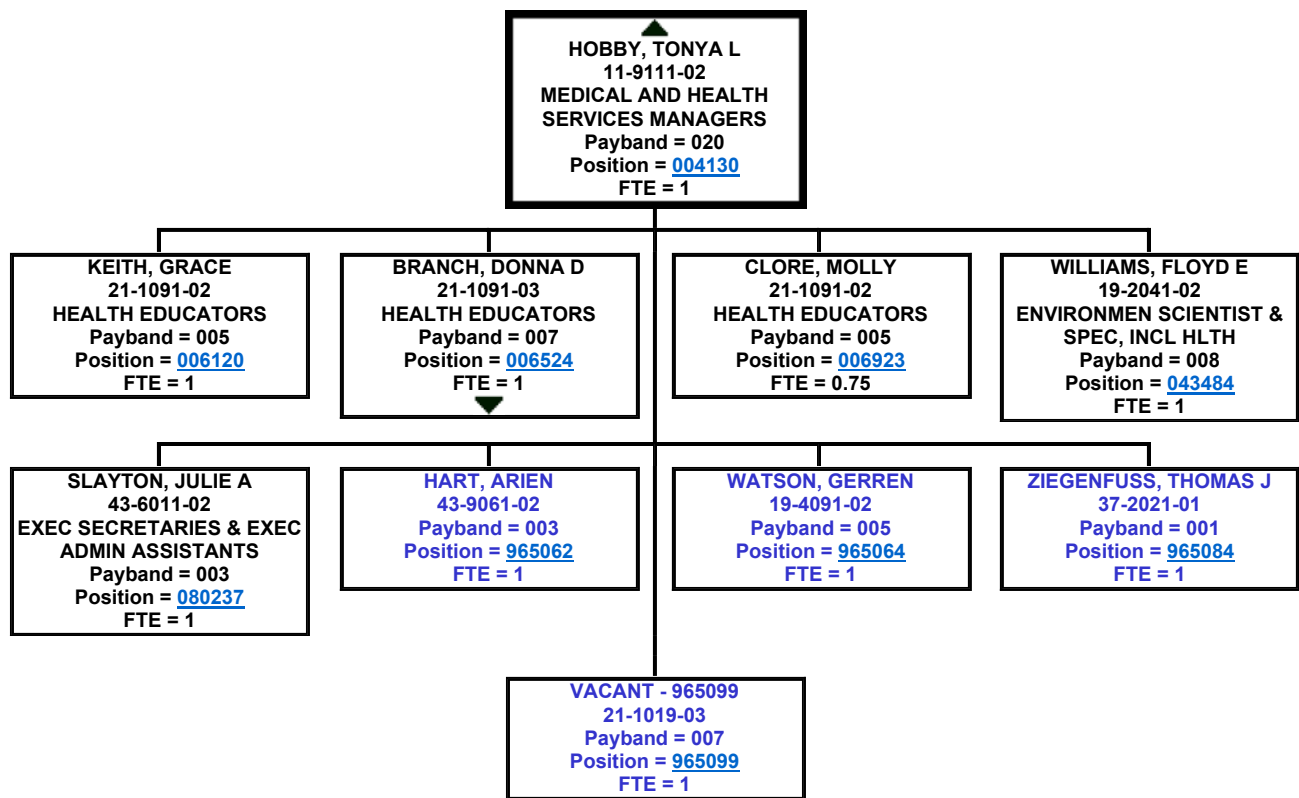 HOBBY, TONYA L
11-9111-02
MEDICAL AND HEALTH
SERVICES MANAGERS
Payband = 020
Position = 004130
FTE = 1
KEITH, GRACE
21-1091-02
HEALTH EDUCATORS
Payband = 005
Position = 006120
FTE = 1
BRANCH, DONNA D
21-1091-03
HEALTH EDUCATORS
Payband = 007
Position = 006524
FTE = 1
CLORE, MOLLY
21-1091-02
HEALTH EDUCATORS
Payband = 005
Position = 006923
FTE = 0.75
WILLIAMS, FLOYD E
19-2041-02
ENVIRONMEN SCIENTIST &
SPEC, INCL HLTH
Payband = 008
Position = 043484
FTE = 1
SLAYTON, JULIE A
43-6011-02
EXEC SECRETARIES & EXEC
ADMIN ASSISTANTS
Payband = 003
Position = 080237
FTE = 1
HART, ARIEN
43-9061-02
Payband = 003
Position = 965062
FTE = 1
WATSON, GERREN
19-4091-02
Payband = 005
Position = 965064
FTE = 1
ZIEGENFUSS, THOMAS J
37-2021-01
Payband = 001
Position = 965084
FTE = 1
VACANT - 965099
21-1019-03
Payband = 007
Position = 965099
FTE = 1